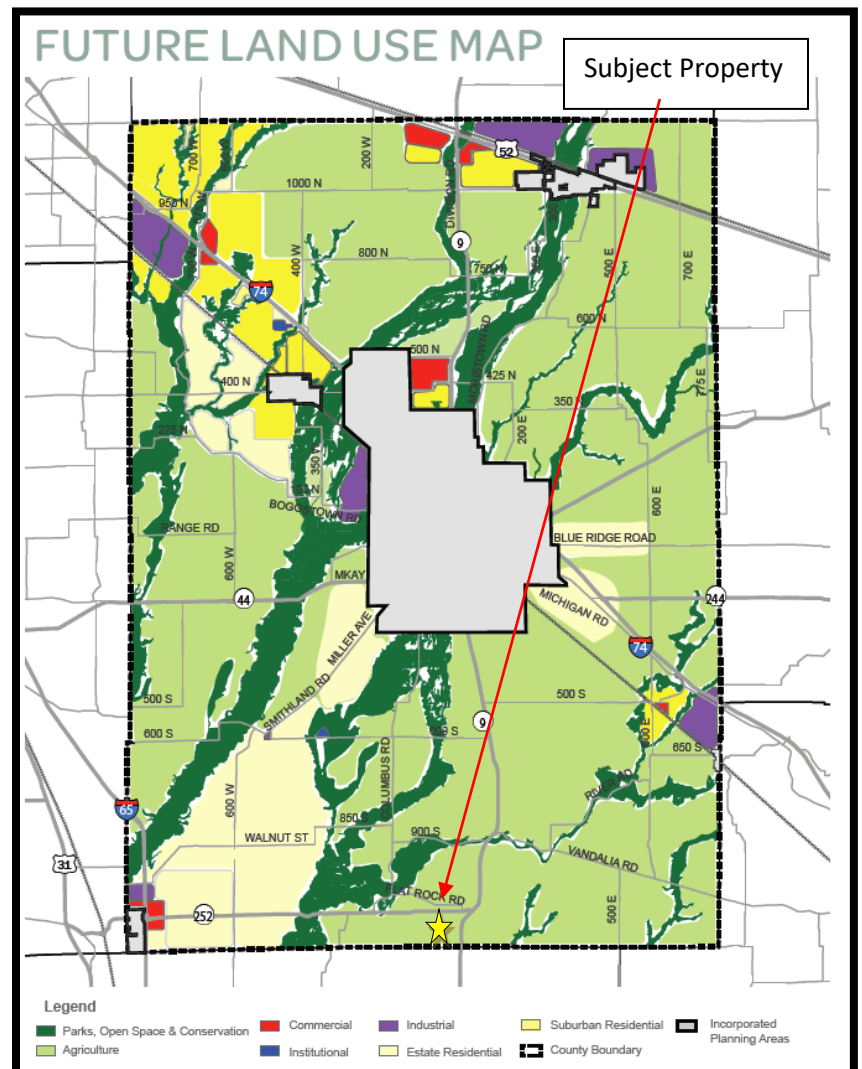 FUTURE LAND USE MAP
Subject Property
700 W
200 W
52
1000 N
950 N
DIVISION RD
9
400 W
800 N
750 N
500 E
700 E
74
600 N
MORRISTOWN RD
500 N
425 N
400 N
350
275 N
200 E
350 W
600 E
BOGGSTOWN RD
RANGE RD
BLUE RIDGE ROAD
600 W
MKAY
44
MICHIGAN RD
244
MILLER AVE
74
SMITHLAND RD
500 S
500 S
9
600 S
650 S
COLUMBUS RD
600 W
65
RIVER RD
850 S
WALNUT ST
900 S
31
VANDALIA RD
FLAT ROCK RD
252
500 E
Legend
Parks, Open Space & Conservation
Commercial
Industrial
Suburban Residential
Incorporated
Planning Areas
Agriculture
Institutional
Estate Residential
County Boundary